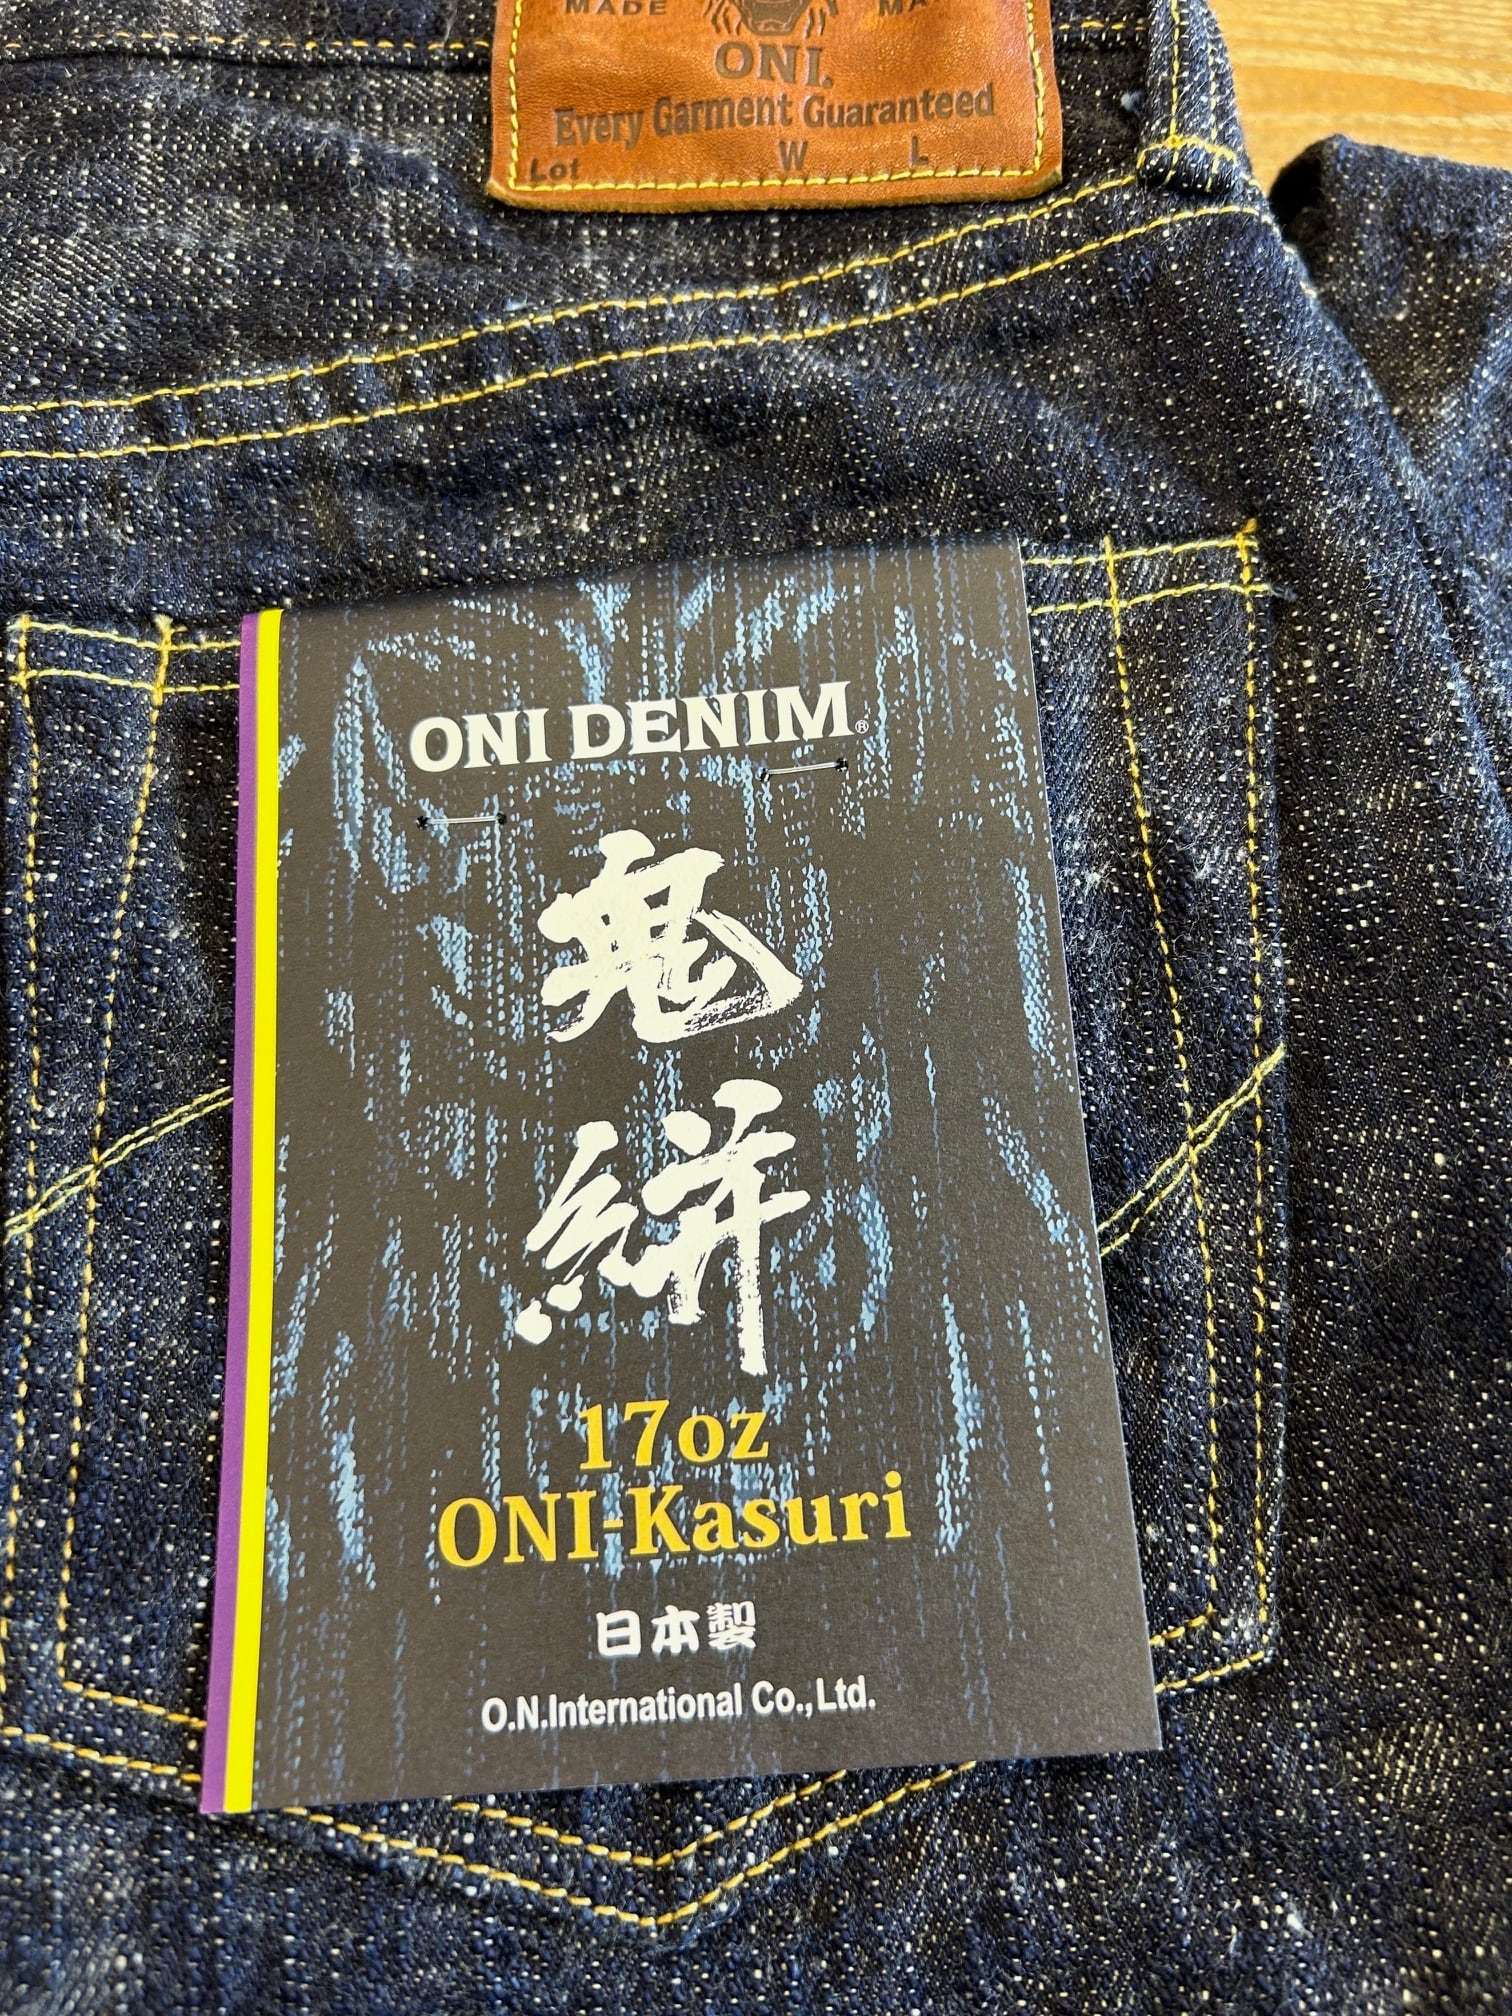 MADE
ONI.
Every Garment Guaranteed
Lot W L
ONI DENIM®
鬼
絣
17oz
ONI-Kasuri
日本製
O.N.International Co.,Ltd.